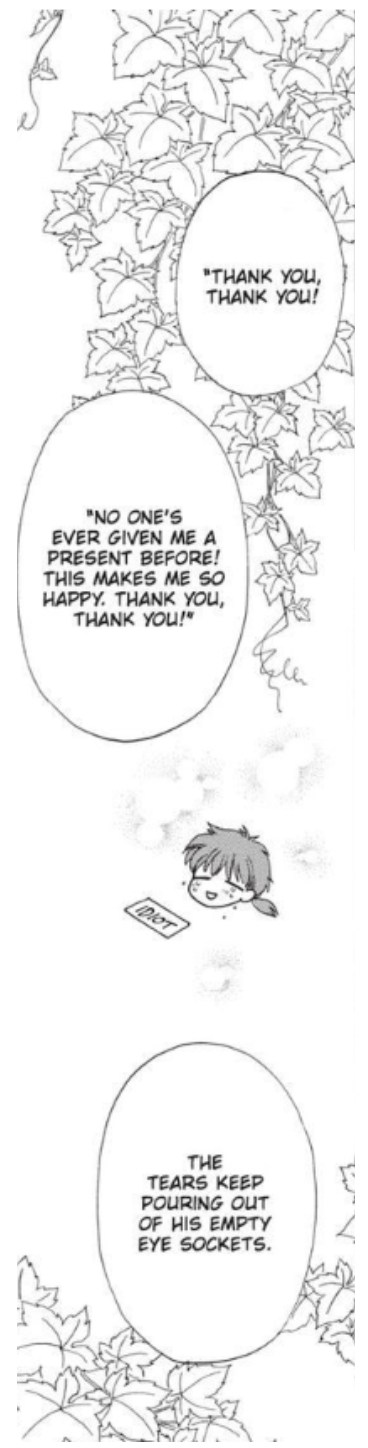 "THANK YOU,
THANK YOU!
"NO ONE'S
EVER GIVEN ME A
PRESENT BEFORE!
THIS MAKES ME SO
HAPPY. THANK YOU,
THANK YOU!"
IDIOT
THE
TEARS KEEP
POURING OUT
OF HIS EMPTY
EYE SOCKETS.